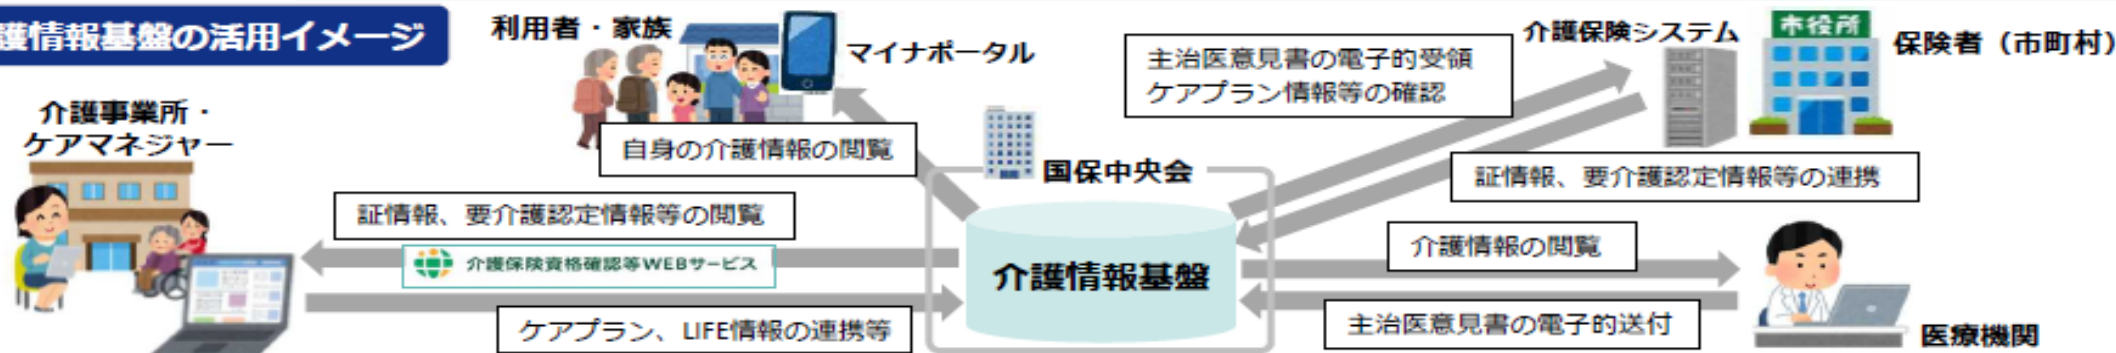 護情報基盤の活用イメージ
利用者・家族
マイナポータル
自身の介護情報の閲覧
介護事業所・
ケアマネジャー
証情報、要介護認定情報等の閲覧
介護保険資格確認等WEBサービス
ケアプラン、LIFE情報の連携等
国保中央会
介護情報基盤
主治医意見書の電子的受領
ケアプラン情報等の確認
介護保険システム
市役所
保険者（市町村）
証情報、要介護認定情報等の連携
介護情報の閲覧
主治医意見書の電子的送付
医療機関